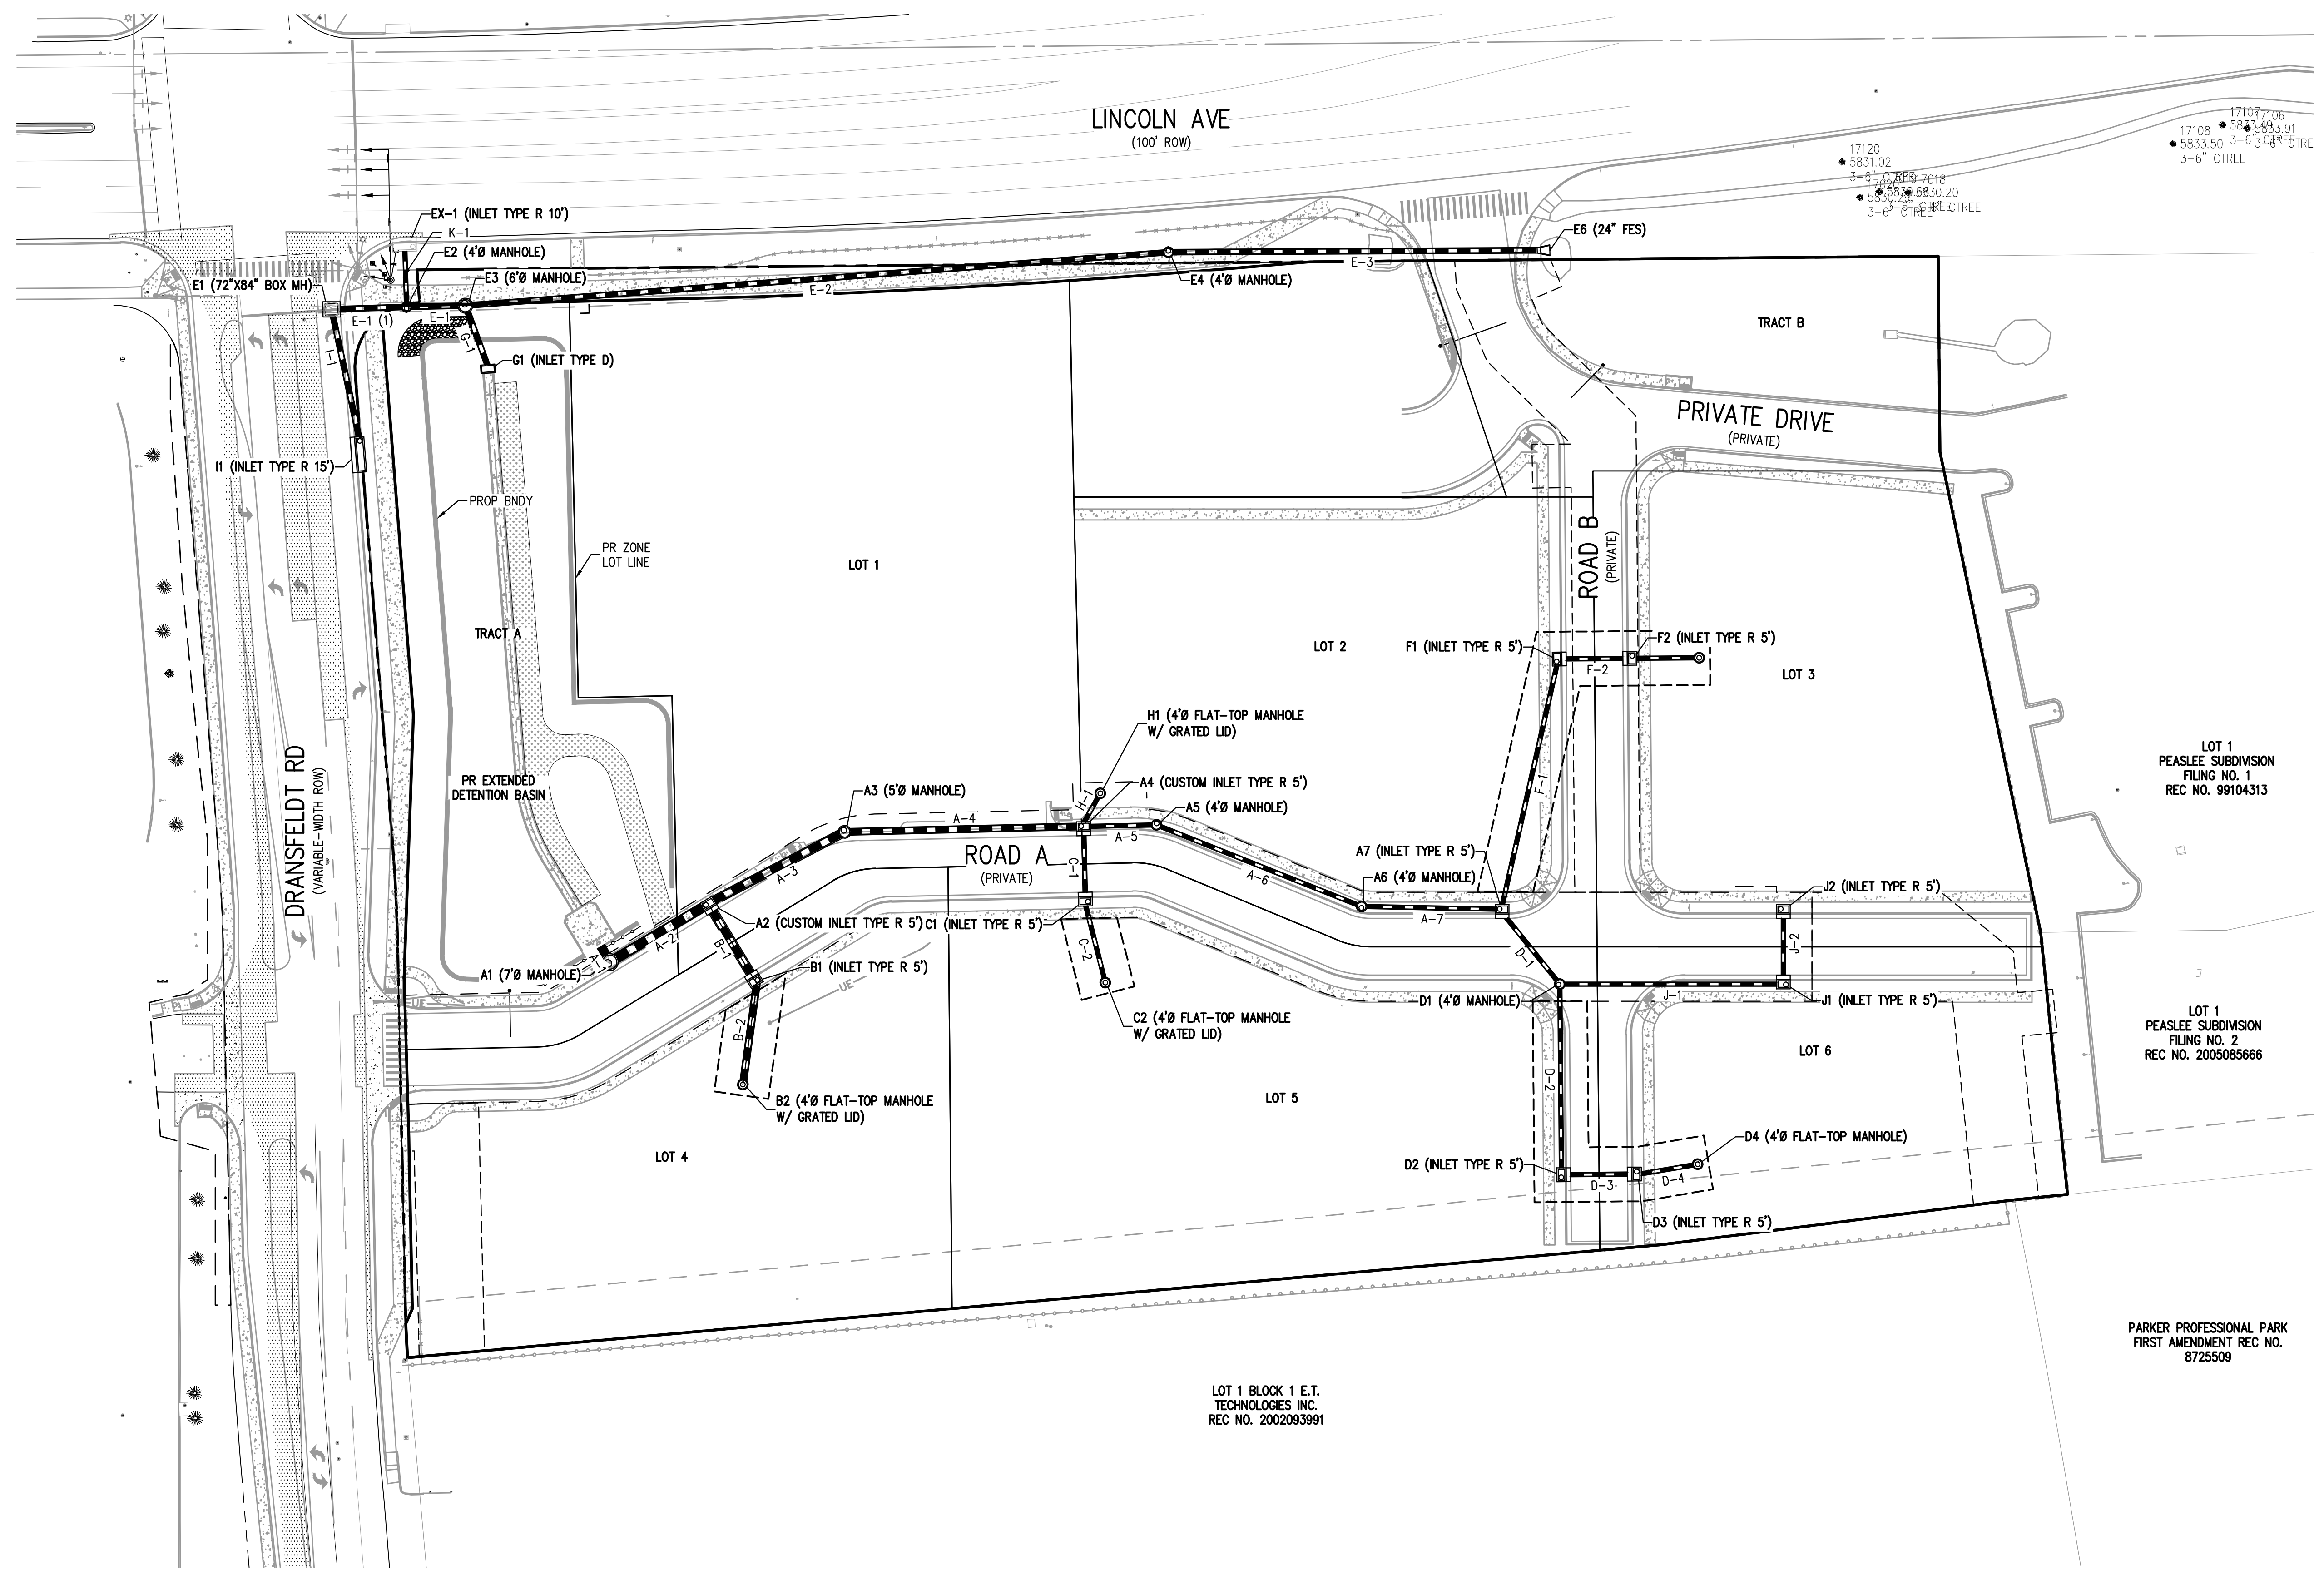 LINCOLN AVE
(100' ROW)
17107
17106
5833.91
17108
5833.50
3-6" CTREE
17120
5831.02
17018
5830.20
EX-1 (INLET TYPE R 10')
K-1
E2 (4'Ø MANHOLE)
E6 (24" FES)
E3 (6'Ø MANHOLE)
E1 (72"X84" BOX MH)
E4 (4'Ø MANHOLE)
E-3
E-2
E-1 (1)
E-1
G-1
I-1
TRACT B
G1 (INLET TYPE D)
PRIVATE DRIVE
(PRIVATE)
I1 (INLET TYPE R 15')
PROP BNDY
PR ZONE
LOT LINE
LOT 1
ROAD B
(PRIVATE)
TRACT A
LOT 2
F1 (INLET TYPE R 5')
F2 (INLET TYPE R 5')
F-2
LOT 3
H1 (4'Ø FLAT-TOP MANHOLE
W/ GRATED LID)
LOT 1
PEASLEE SUBDIVISION
FILING NO. 1
REC NO. 99104313
DRANSFELDT RD
(VARIABLE-WIDTH ROW)
PR EXTENDED
DETENTION BASIN
A3 (5'Ø MANHOLE)
A4 (CUSTOM INLET TYPE R 5')
A5 (4'Ø MANHOLE)
H-1
F-1
A-4
A-5
ROAD A
(PRIVATE)
A-3
C-1
A-6
A7 (INLET TYPE R 5')
A6 (4'Ø MANHOLE)
J2 (INLET TYPE R 5')
A-7
A2 (CUSTOM INLET TYPE R 5')
C1 (INLET TYPE R 5')
A-2
B-1
C-2
D-1
J-2
A1 (7'Ø MANHOLE)
B1 (INLET TYPE R 5')
UE
UE
D1 (4'Ø MANHOLE)
J-1
J1 (INLET TYPE R 5')
C2 (4'Ø FLAT-TOP MANHOLE
W/ GRATED LID)
B-2
LOT 1
PEASLEE SUBDIVISION
FILING NO. 2
REC NO. 2005085666
LOT 6
D-2
B2 (4'Ø FLAT-TOP MANHOLE
W/ GRATED LID)
LOT 5
LOT 4
D4 (4'Ø FLAT-TOP MANHOLE)
D2 (INLET TYPE R 5')
D-3
D-4
D3 (INLET TYPE R 5')
PARKER PROFESSIONAL PARK
FIRST AMENDMENT REC NO.
8725509
LOT 1 BLOCK 1 E.T.
TECHNOLOGIES INC.
REC NO. 2002093991